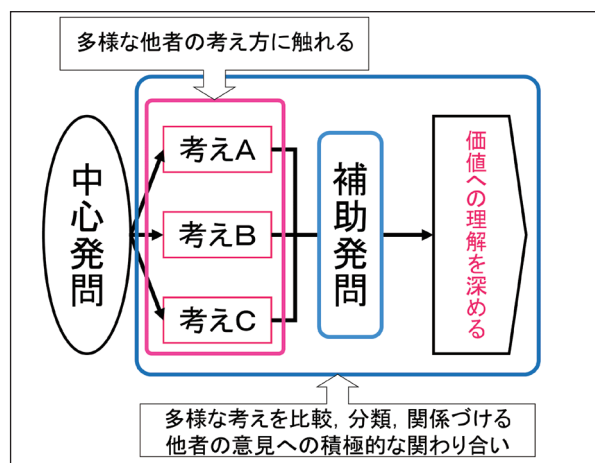 多様な他者の考え方に触れる
中心発問
考えA
考えB
考えC
補助発問
価値への理解を深める
多様な考えを比較，分類，関係づける
他者の意見への積極的な関わり合い